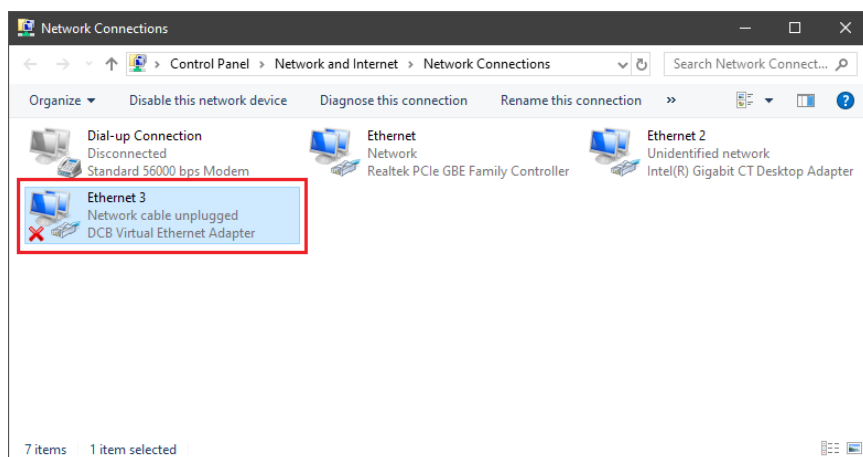 Network Connections
Control Panel > Network and Internet > Network Connections
Search Network Connect...
Organize Disable this network device Diagnose this connection Rename this connection »
Dial-up Connection
Disconnected
Standard 56000 bps Modem
Ethernet
Network
Realtek PCIe GBE Family Controller
Ethernet 2
Unidentified network
Intel(R) Gigabit CT Desktop Adapter
Ethernet 3
Network cable unplugged
DCB Virtual Ethernet Adapter
7 items 1 item selected